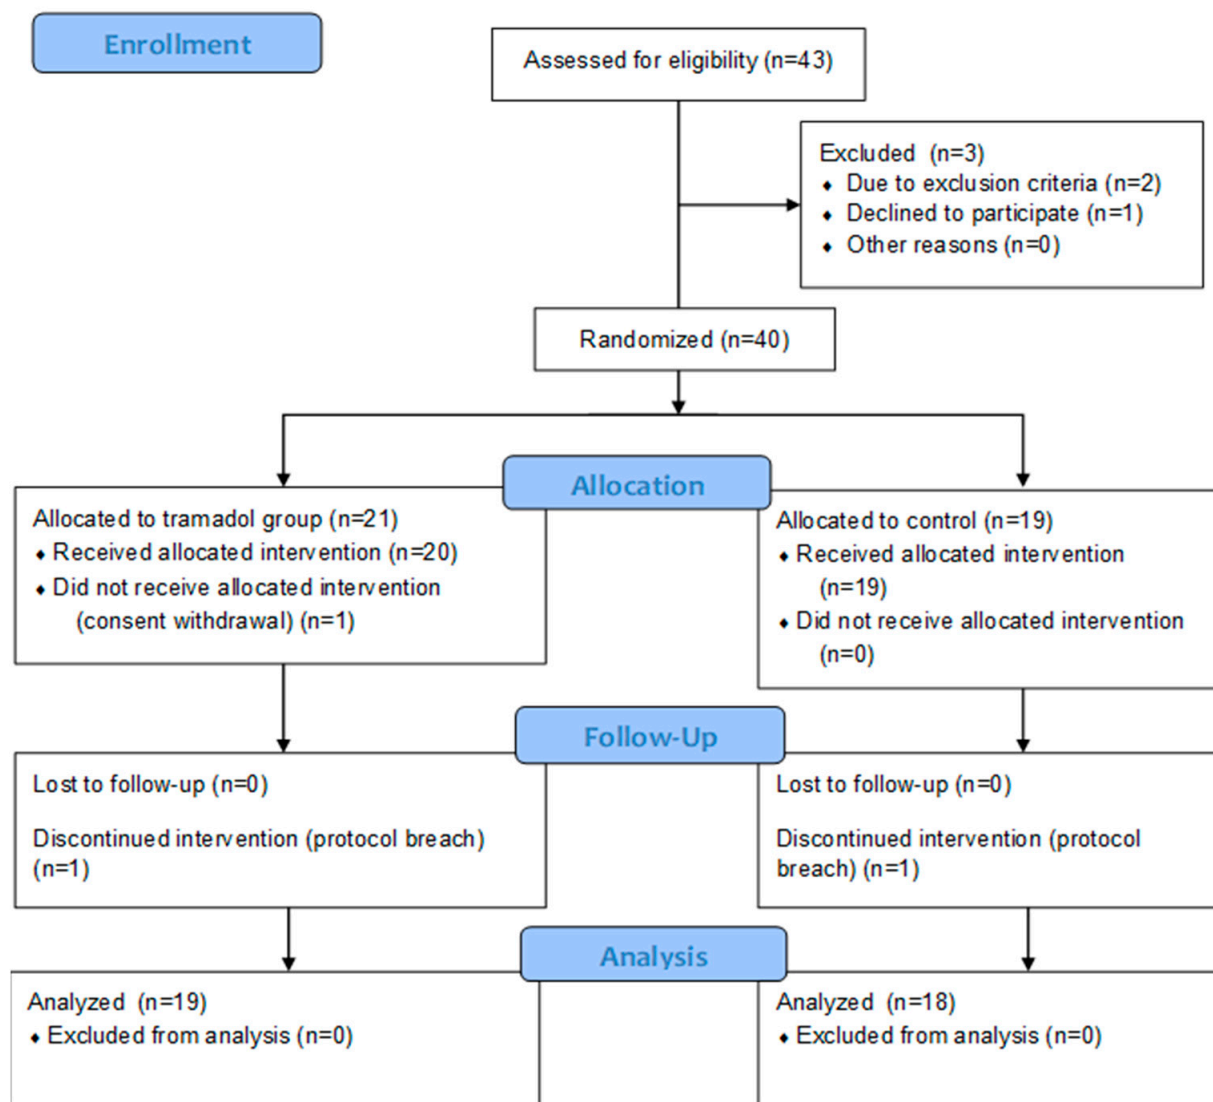 Enrollment
Assessed for eligibility (n=43)
Excluded (n=3)
♦ Due to exclusion criteria (n=2)
♦ Declined to participate (n=1)
♦ Other reasons (n=0)
Randomized (n=40)
Allocation
Allocated to tramadol group (n=21)
♦ Received allocated intervention (n=20)
♦ Did not receive allocated intervention
(consent withdrawal) (n=1)
Allocated to control (n=19)
♦ Received allocated intervention
(n=19)
♦ Did not receive allocated intervention
(n=0)
Follow-Up
Lost to follow-up (n=0)
Discontinued intervention (protocol breach)
(n=1)
Lost to follow-up (n=0)
Discontinued intervention (protocol
breach) (n=1)
Analysis
Analyzed (n=19)
♦ Excluded from analysis (n=0)
Analyzed (n=18)
♦ Excluded from analysis (n=0)